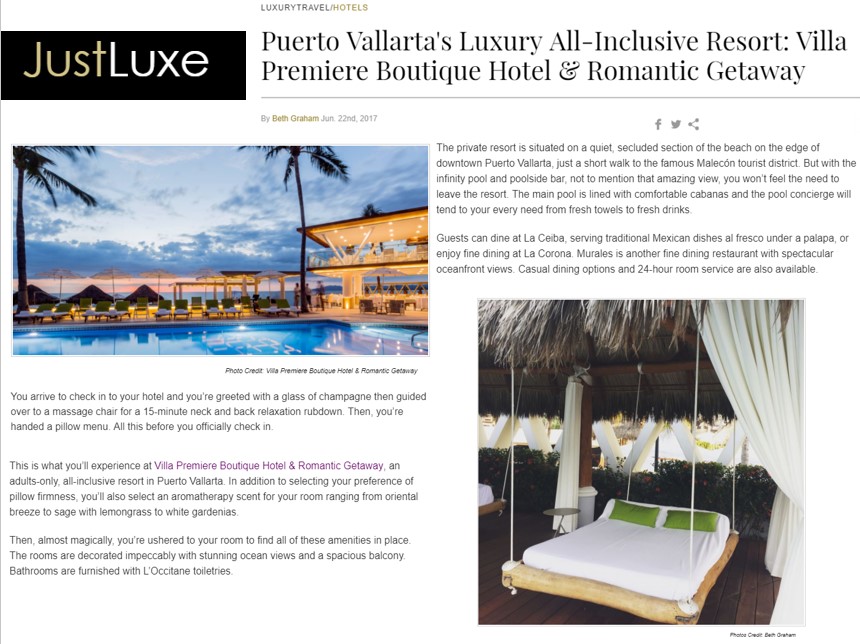 LUXURYTRAVEL/HOTELS
JustLuxe
Puerto Vallarta's Luxury All-Inclusive Resort: Villa
Premiere Boutique Hotel & Romantic Getaway
By Beth Graham Jun. 22nd, 2017
Photo Credit: Villa Premiere Boutique Hotel & Romantic Getaway
You arrive to check in to your hotel and you're greeted with a glass of champagne then guided
over to a massage chair for a 15-minute neck and back relaxation rubdown. Then, you're
handed a pillow menu. All this before you officially check in.
This is what you'll experience at Villa Premiere Boutique Hotel & Romantic Getaway, an
adults-only, all-inclusive resort in Puerto Vallarta. In addition to selecting your preference of
pillow firmness, you'll also select an aromatherapy scent for your room ranging from oriental
breeze to sage with lemongrass to white gardenias.
Then, almost magically, you're ushered to your room to find all of these amenities in place.
The rooms are decorated impeccably with stunning ocean views and a spacious balcony.
Bathrooms are furnished with L'Occitane toiletries.
The private resort is situated on a quiet, secluded section of the beach on the edge of
downtown Puerto Vallarta, just a short walk to the famous Malecón tourist district. But with the
infinity pool and poolside bar, not to mention that amazing view, you won't feel the need to
leave the resort. The main pool is lined with comfortable cabanas and the pool concierge will
tend to your every need from fresh towels to fresh drinks.
Guests can dine at La Ceiba, serving traditional Mexican dishes al fresco under a palapa, or
enjoy fine dining at La Corona. Murales is another fine dining restaurant with spectacular
oceanfront views. Casual dining options and 24-hour room service are also available.
Photos Credit: Beth Graham